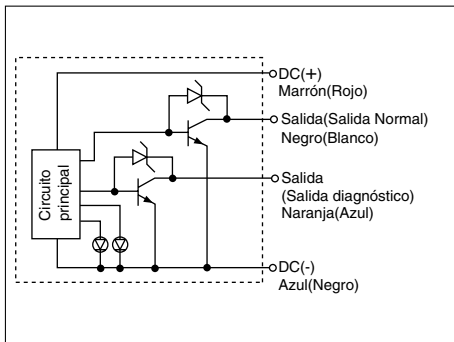 DC(+)
Marrón(Rojo)
Salida(Salida Normal)
Negro(Blanco)
Salida
(Salida diagnóstico)
Naranja(Azul)
Circuito
principal
DC(-)
Azul(Negro)